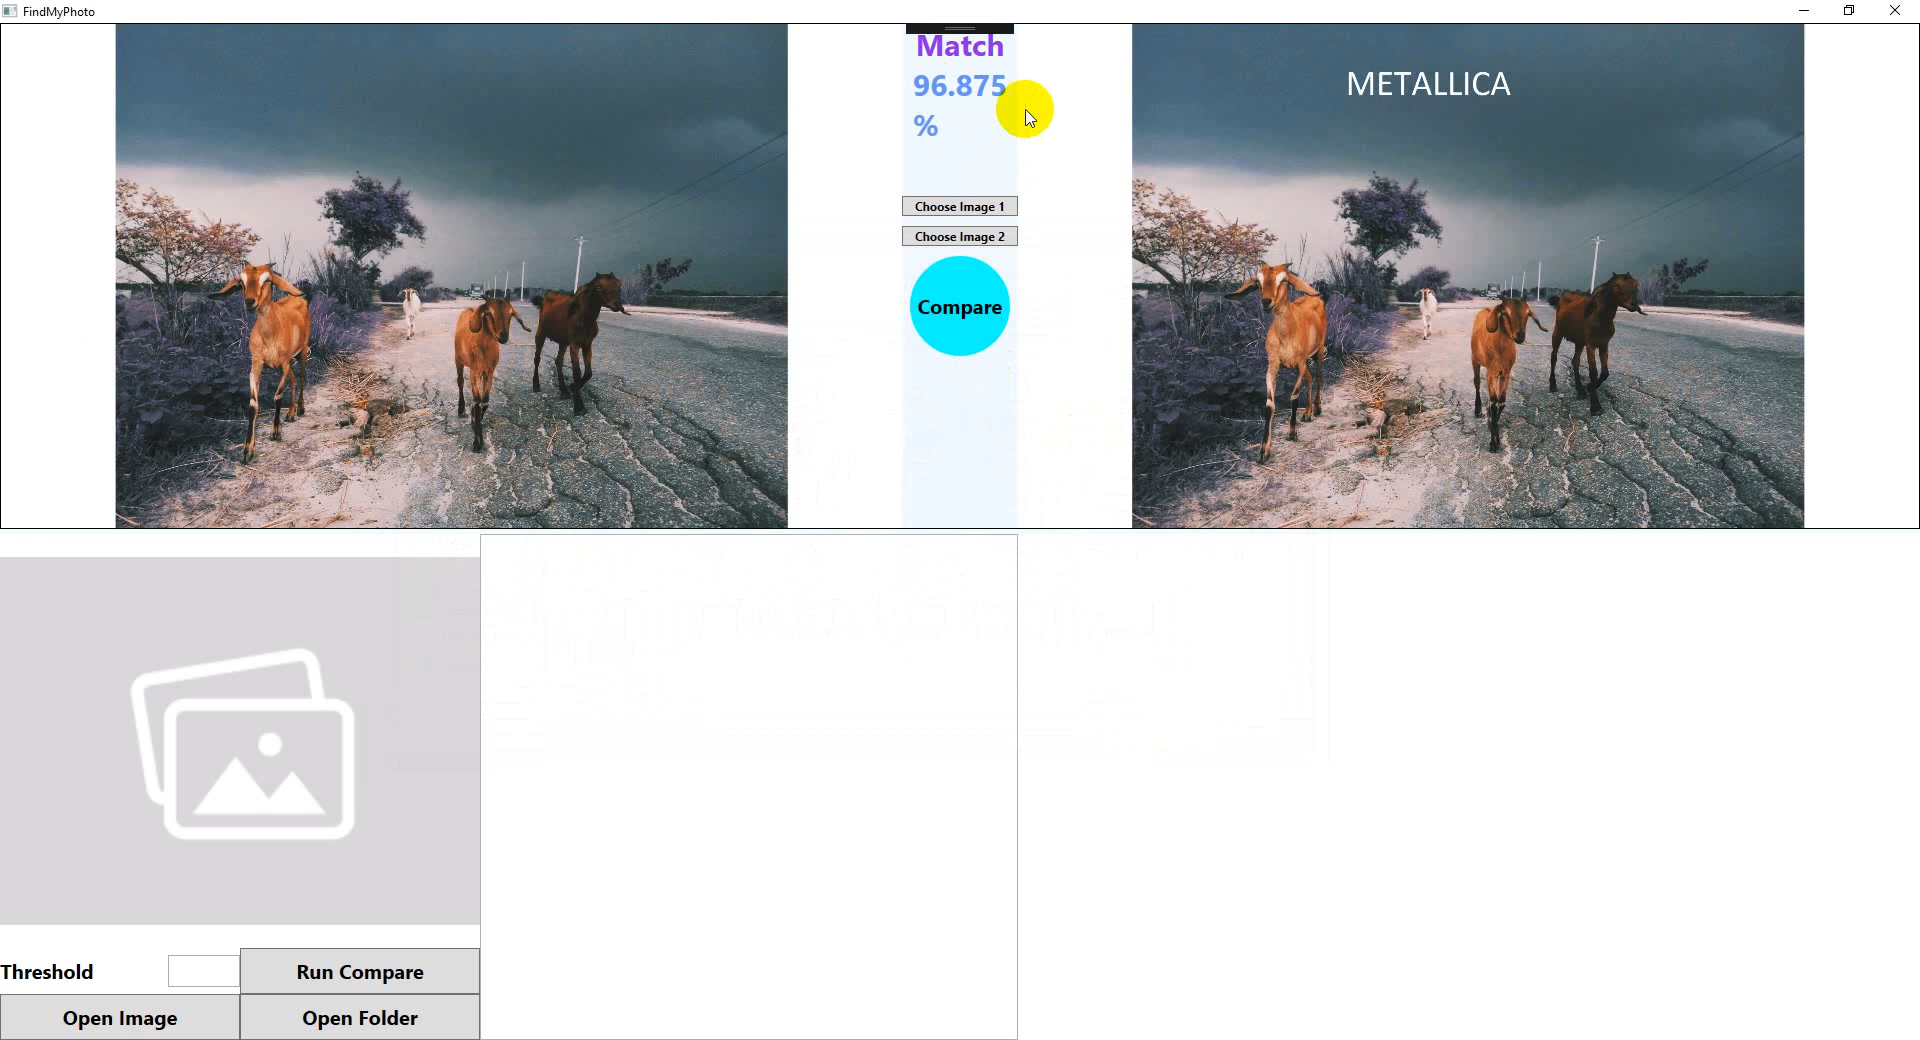 FindMyPhoto
Match
96.875
%
METALLICA
Choose Image 1
Choose Image 2
Compare
Threshold
Run Compare
Open Image
Open Folder